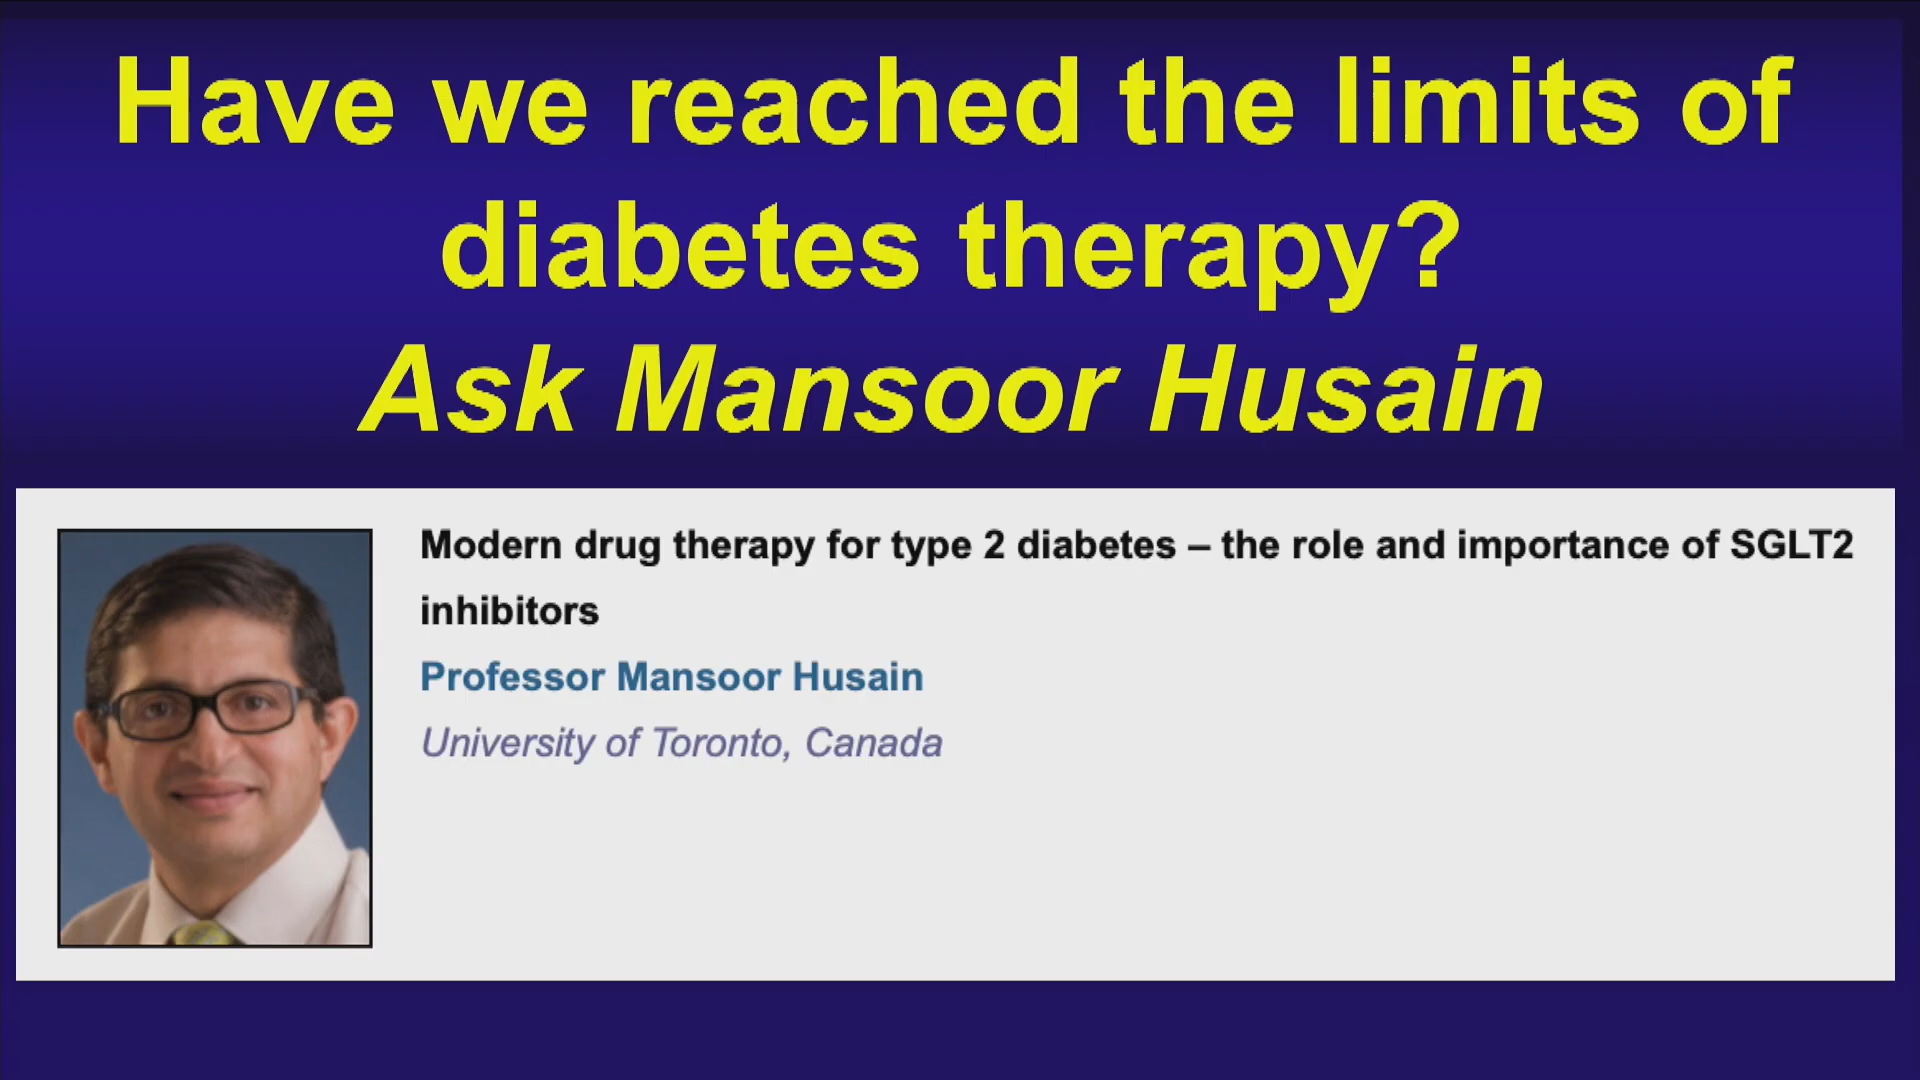 Have we reached the limits of
diabetes therapy?
Ask Mansoor Husain
Modern drug therapy for type 2 diabetes – the role and importance of SGLT2
inhibitors
Professor Mansoor Husain
University of Toronto, Canada